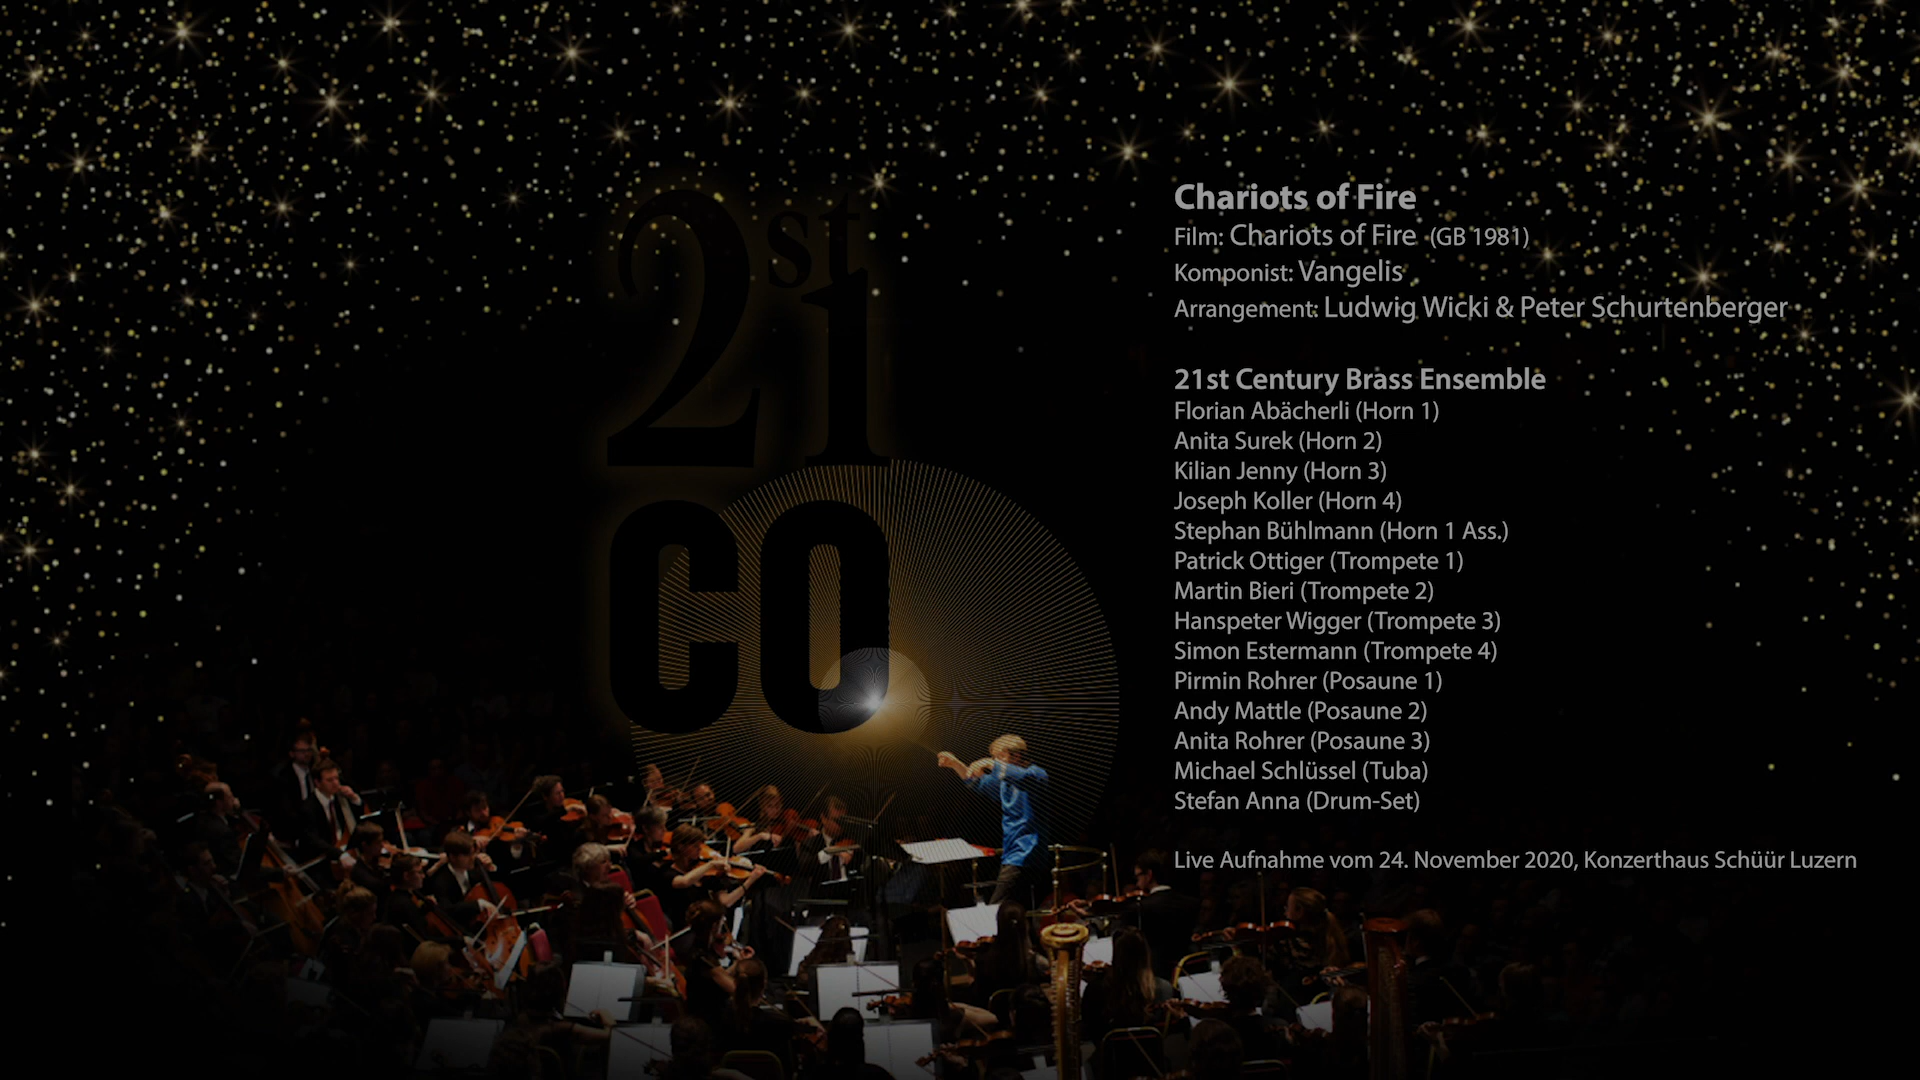 21st
CO
Chariots of Fire
Film: Chariots of Fire (GB 1981)
Komponist: Vangelis
Arrangement: Ludwig Wicki & Peter Schurtenberger
21st Century Brass Ensemble
Florian Abächerli (Horn 1)
Anita Surek (Horn 2)
Kilian Jenny (Horn 3)
Joseph Koller (Horn 4)
Stephan Bühlmann (Horn 1 Ass.)
Patrick Ottiger (Trompete 1)
Martin Bieri (Trompete 2)
Hanspeter Wigger (Trompete 3)
Simon Estermann (Trompete 4)
Pirmin Rohrer (Posaune 1)
Andy Mattle (Posaune 2)
Anita Rohrer (Posaune 3)
Michael Schlüssel (Tuba)
Stefan Anna (Drum-Set)
Live Aufnahme vom 24. November 2020, Konzerthaus Schüür Luzern